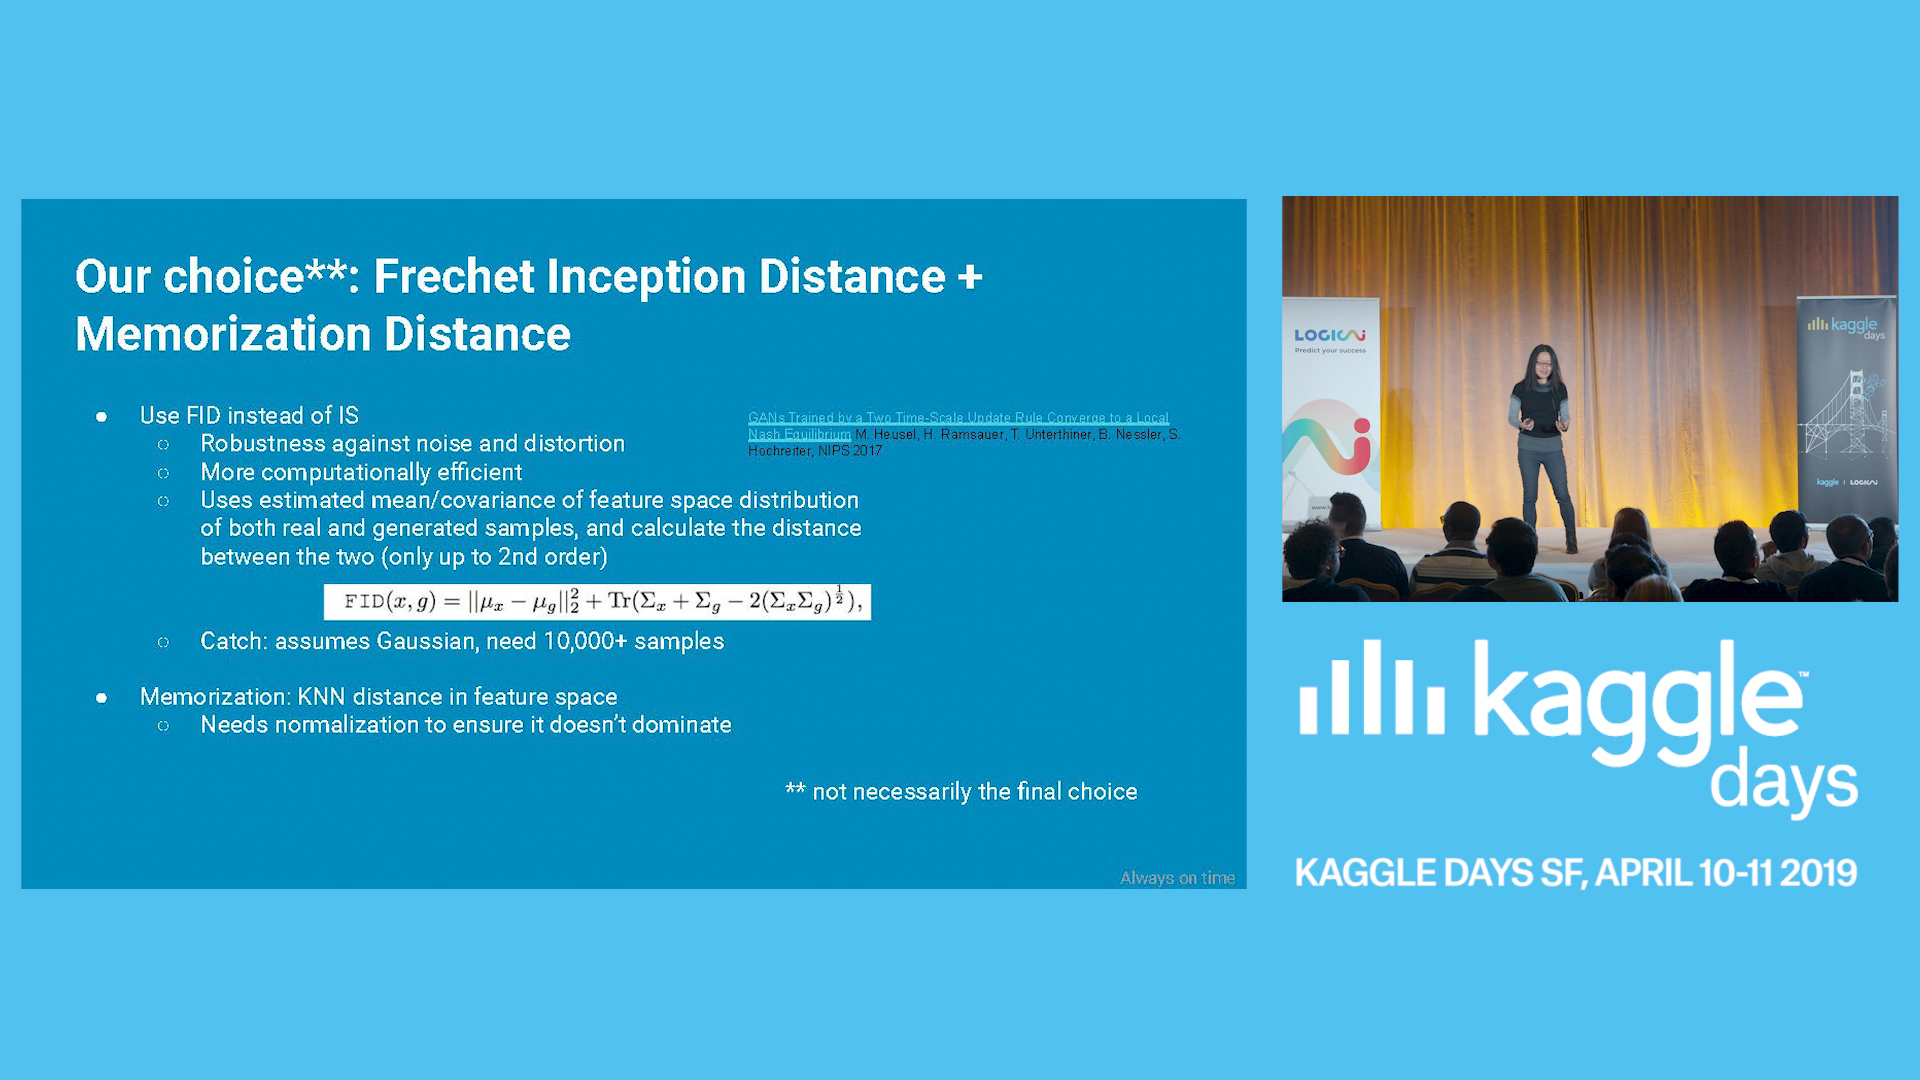 Our choice**: Frechet Inception Distance +
Memorization Distance
● Use FID instead of IS
○ Robustness against noise and distortion
○ More computationally efficient
○ Uses estimated mean/covariance of feature space distribution
of both real and generated samples, and calculate the distance
between the two (only up to 2nd order)
FID(x, g) = ||μx − μg||₂² + Tr(Σx + Σg − 2(ΣxΣg)^½),
○ Catch: assumes Gaussian, need 10,000+ samples
● Memorization: KNN distance in feature space
○ Needs normalization to ensure it doesn't dominate
GANs Trained by a Two Time-Scale Update Rule Converge to a Local
Nash Equilibrium M. Heusel, H. Ramsauer, T. Unterthiner, B. Nessler, S.
Hochreiter, NIPS 2017
** not necessarily the final choice
Always on time
LOGIC AI
Predict your success
kaggle
days
kaggle | LOGICAI
kaggle™
days
KAGGLE DAYS SF, APRIL 10-11 2019